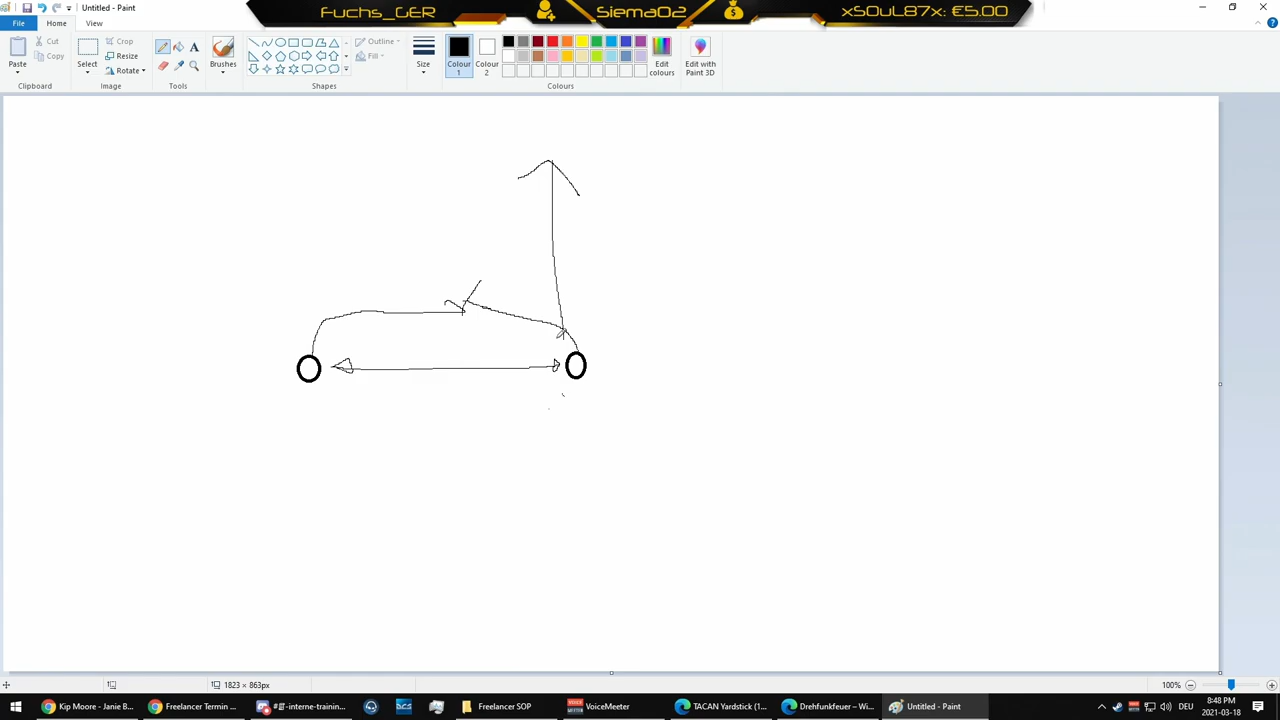 Untitled - Paint
Fuchs_GER
Siema02
xS0uL87x: €5.00
File
Home
View
Paste
Cut
Copy
Clipboard
Select
Crop
Resize
Rotate
Image
Tools
Brushes
Outline
Fill
Shapes
Size
Colour 1
Colour 2
Edit colours
Edit with Paint 3D
Colours
1823 × 863px
100%
Kip Moore - Janie B...
Freelancer Termin ...
#⁠-interne-training...
DCS
Freelancer SOP
VoiceMeeter
TACAN Yardstick (1...
Drehfunkfeuer – Wi...
Untitled - Paint
DEU
8:48 PM
2021-03-18